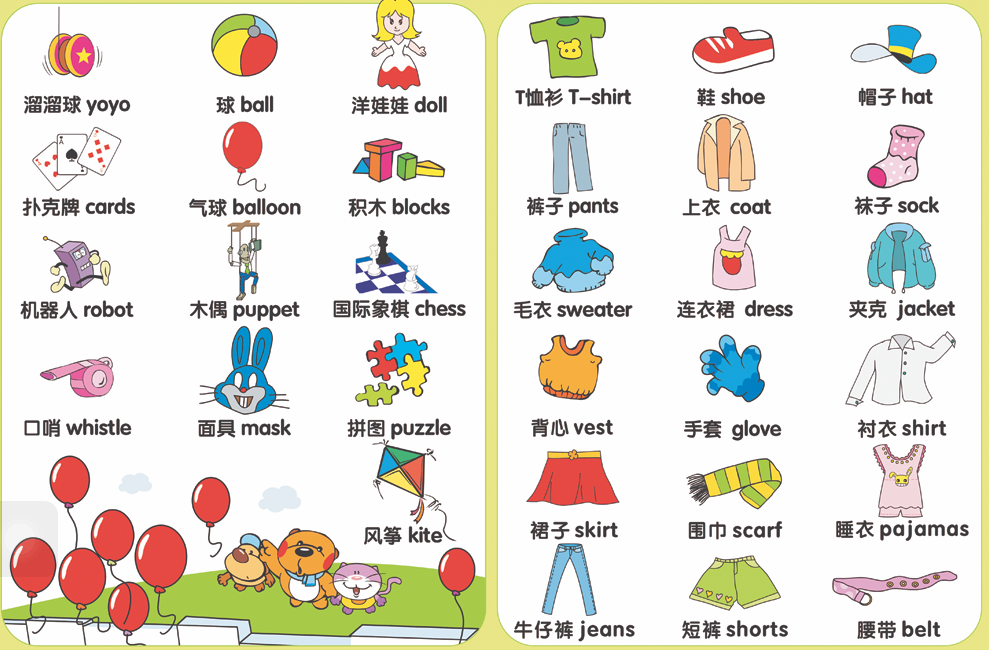 溜溜球 yoyo
球 ball
洋娃娃 doll
扑克牌 cards
气球 balloon
积木 blocks
机器人 robot
木偶 puppet
国际象棋 chess
口哨 whistle
面具 mask
拼图 puzzle
风筝 kite
T恤衫 T-shirt
鞋 shoe
帽子 hat
裤子 pants
上衣 coat
袜子 sock
毛衣 sweater
连衣裙 dress
夹克 jacket
背心 vest
手套 glove
衬衣 shirt
裙子 skirt
围巾 scarf
睡衣 pajamas
牛仔裤 jeans
短裤 shorts
腰带 belt